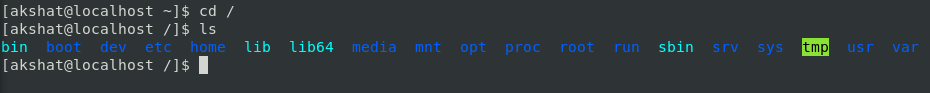 [akshat@localhost ~]$ cd /
[akshat@localhost /]$ ls
bin  boot  dev  etc  home  lib  lib64  media  mnt  opt  proc  root  run  sbin  srv  sys  tmp  usr  var
[akshat@localhost /]$